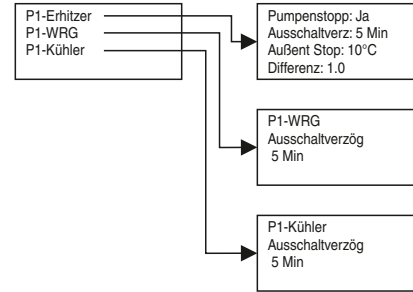 P1-Erhitzer
P1-WRG
P1-Kühler
Pumpenstopp: Ja
Ausschaltverz: 5 Min
Außent Stop: 10°C
Differenz: 1.0
P1-WRG
Ausschaltverzög
5 Min
P1-Kühler
Ausschaltverzög
5 Min